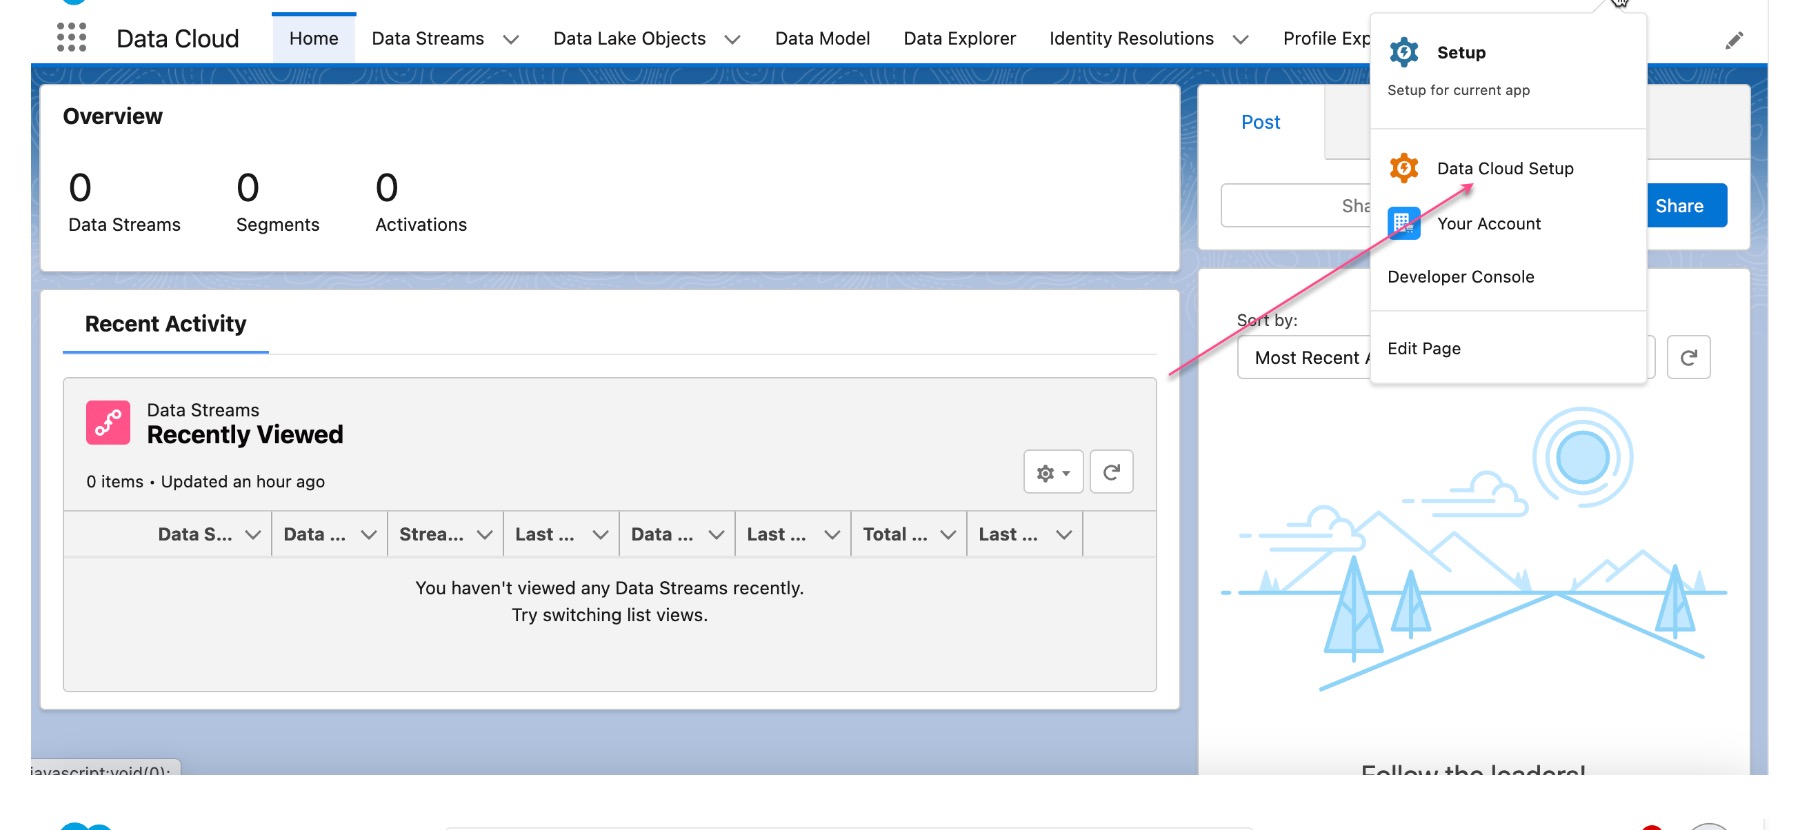 Data Cloud
Home
Data Streams
Data Lake Objects
Data Model
Data Explorer
Identity Resolutions
Profile Exp
Setup
Setup for current app
Data Cloud Setup
Your Account
Developer Console
Edit Page
Overview
0
Data Streams
0
Segments
0
Activations
Post
Sha
Share
Sort by:
Most Recent A
Recent Activity
Data Streams
Recently Viewed
0 items • Updated an hour ago
Data S...
Data ...
Strea...
Last ...
Data ...
Last ...
Total ...
Last ...
You haven't viewed any Data Streams recently.
Try switching list views.
Follow the leaders!
javascript:void(0);